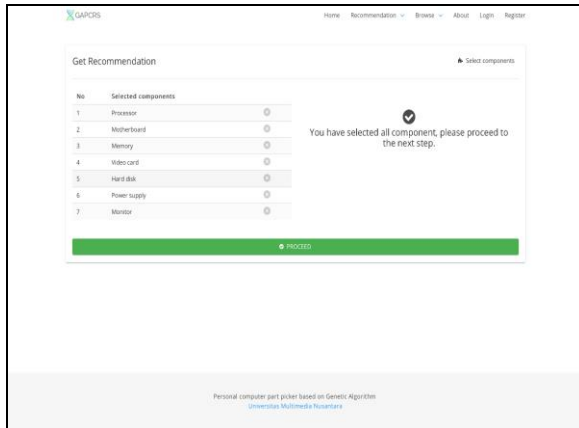 GAPCRS
Home Recommendation Browse About Login Register
Get Recommendation
Select components
No Selected components
1 Processor
2 Motherboard
3 Memory
4 Video card
5 Hard disk
6 Power supply
7 Monitor
You have selected all component, please proceed to
the next step.
PROCEED
Personal computer part picker based on Genetic Algorithm
Universitas Multimedia Nusantara